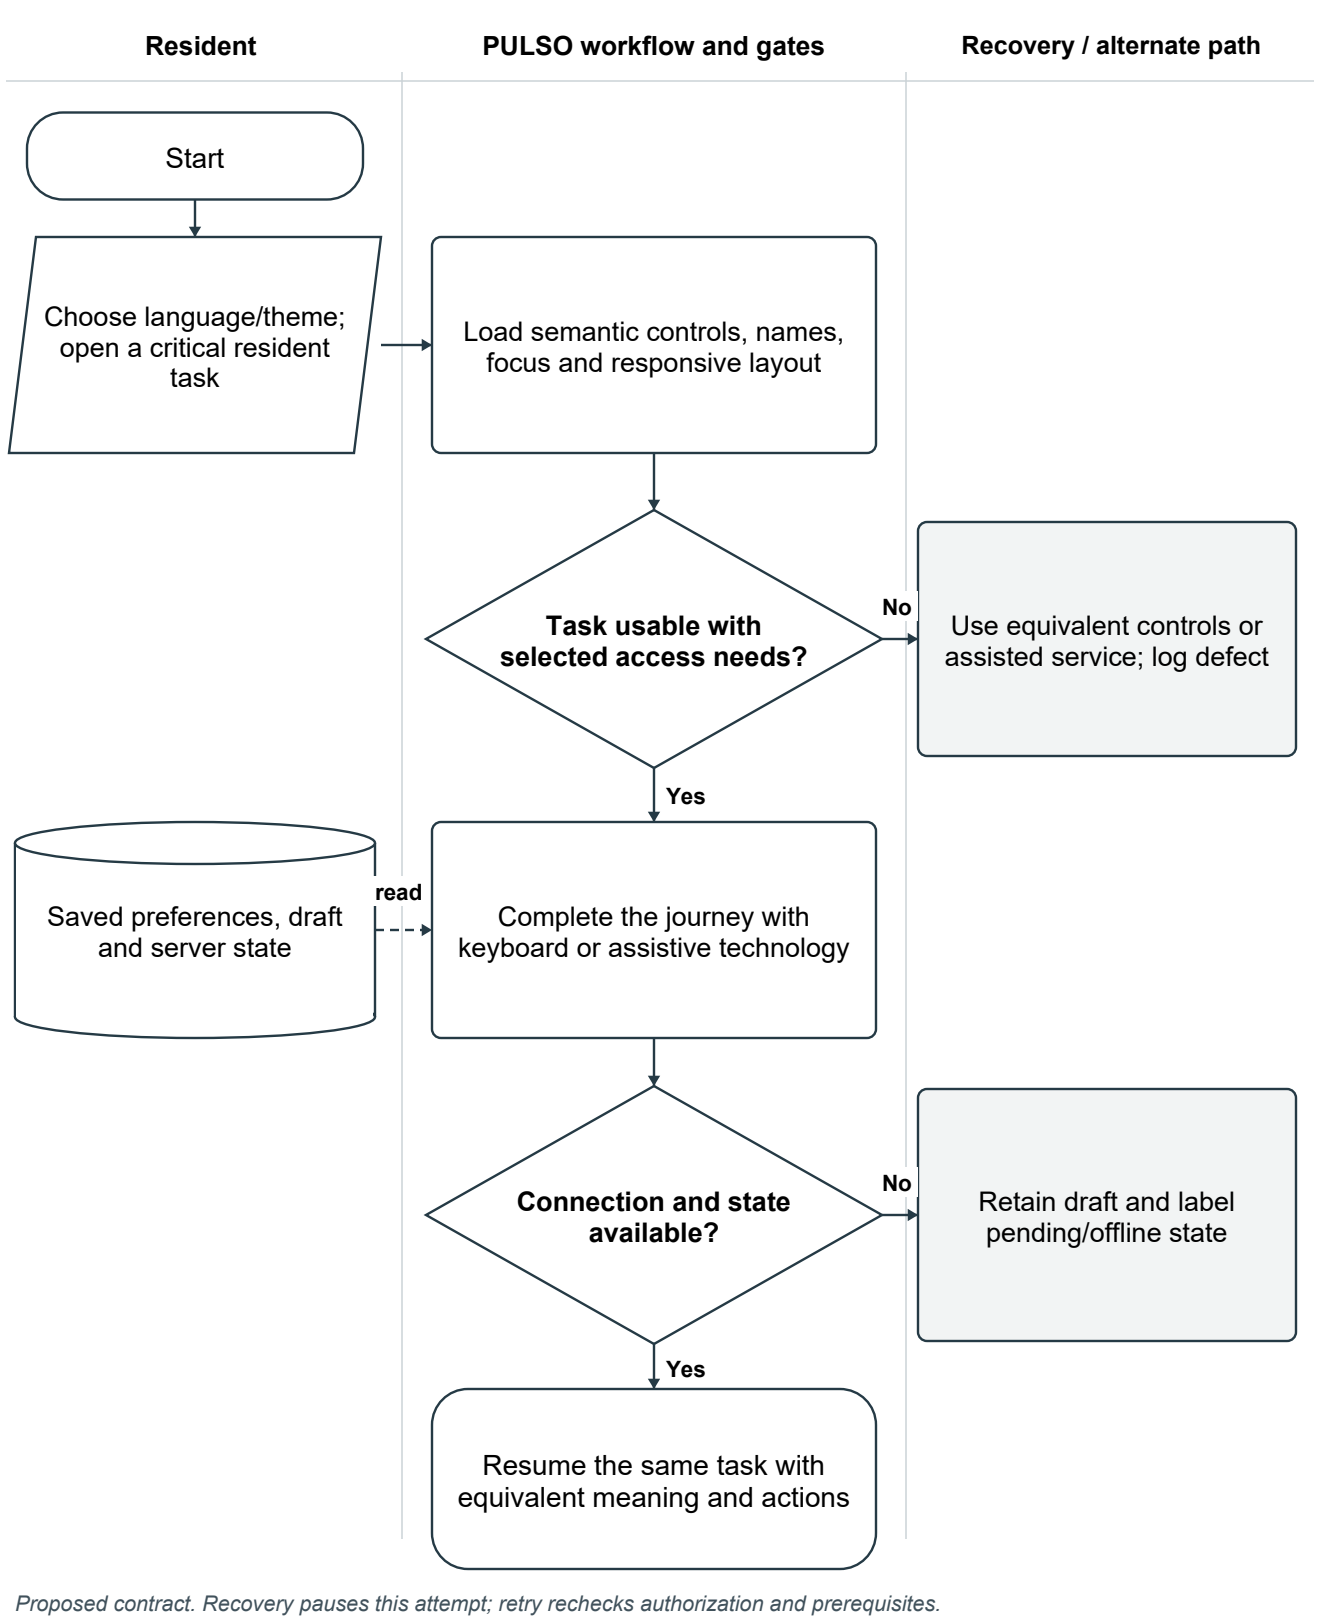 Resident
PULSO workflow and gates
Recovery / alternate path
Start
Choose language/theme;
open a critical resident
task
Load semantic controls, names,
focus and responsive layout
Task usable with
selected access needs?
No
Use equivalent controls or
assisted service; log defect
Yes
Saved preferences, draft
and server state
read
Complete the journey with
keyboard or assistive technology
Connection and state
available?
No
Retain draft and label
pending/offline state
Yes
Resume the same task with
equivalent meaning and actions
Proposed contract. Recovery pauses this attempt; retry rechecks authorization and prerequisites.